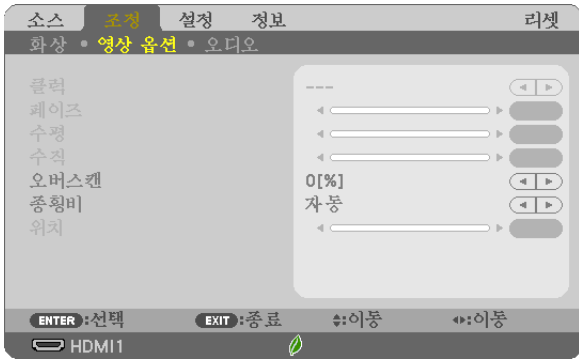 소스 조정 설정 정보 리셋
화상 • 영상 옵션 • 오디오
클럭 ---
페이즈
수평
수직
오버스캔 0[%]
종횡비 자동
위치
ENTER :선택 EXIT :종료 :이동 :이동
HDMI1